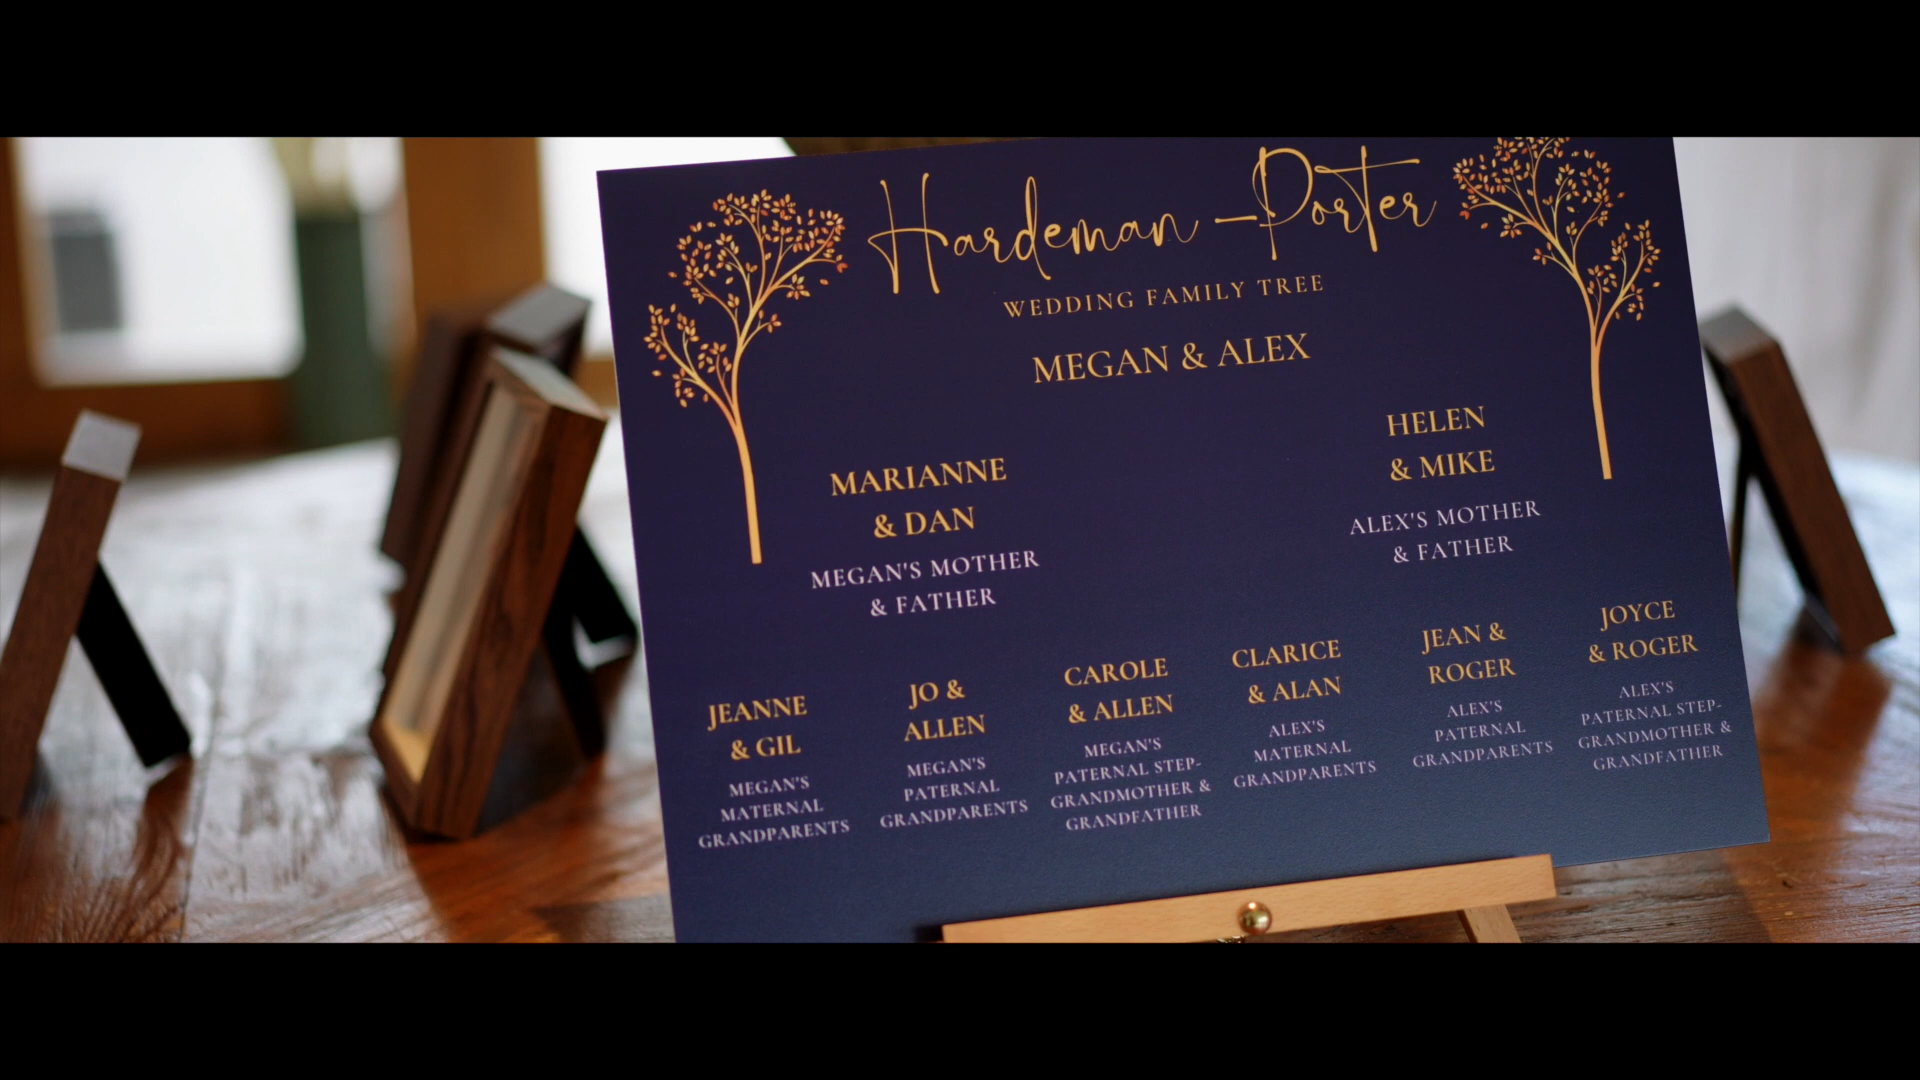 Hardeman - Porter
WEDDING FAMILY TREE
MEGAN & ALEX
MARIANNE
& DAN
MEGAN'S MOTHER
& FATHER
HELEN
& MIKE
ALEX'S MOTHER
& FATHER
JEANNE
& GIL
MEGAN'S
MATERNAL
GRANDPARENTS
JO &
ALLEN
MEGAN'S
PATERNAL
GRANDPARENTS
CAROLE
& ALLEN
MEGAN'S
PATERNAL STEP-
GRANDMOTHER &
GRANDFATHER
CLARICE
& ALAN
ALEX'S
MATERNAL
GRANDPARENTS
JEAN &
ROGER
ALEX'S
PATERNAL
GRANDPARENTS
JOYCE
& ROGER
ALEX'S
PATERNAL STEP-
GRANDMOTHER &
GRANDFATHER